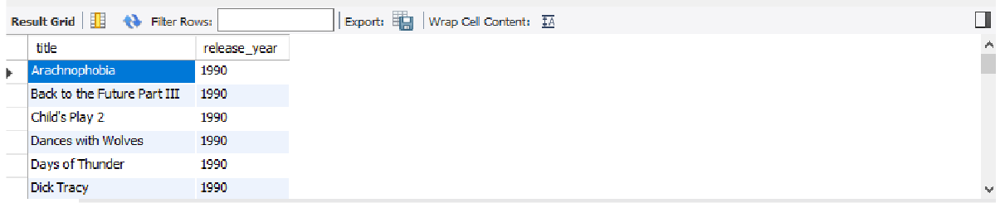 Result Grid Filter Rows: Export: Wrap Cell Content: IA
title release_year
Arachnophobia 1990
Back to the Future Part III 1990
Child's Play 2 1990
Dances with Wolves 1990
Days of Thunder 1990
Dick Tracy 1990